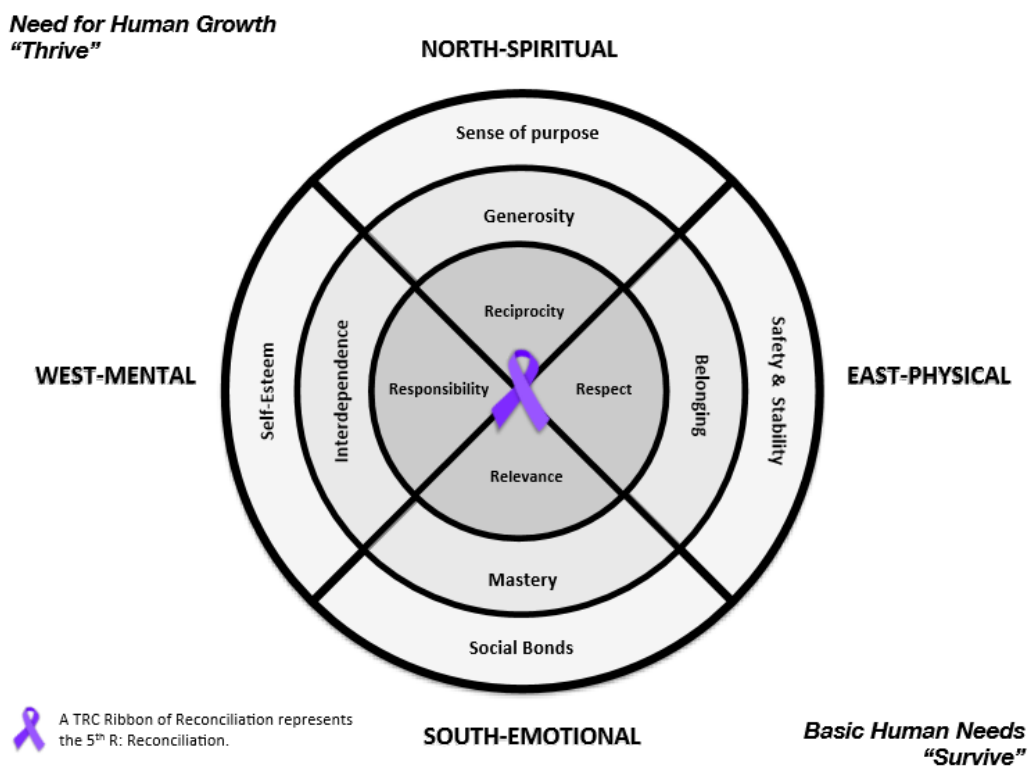 Need for Human Growth
“Thrive”
NORTH-SPIRITUAL
Sense of purpose
Generosity
Reciprocity
WEST-MENTAL
Self-Esteem
Interdependence
Responsibility
Respect
Belonging
Safety & Stability
EAST-PHYSICAL
Relevance
Mastery
Social Bonds
A TRC Ribbon of Reconciliation represents
the 5th R: Reconciliation.
SOUTH-EMOTIONAL
Basic Human Needs
“Survive”